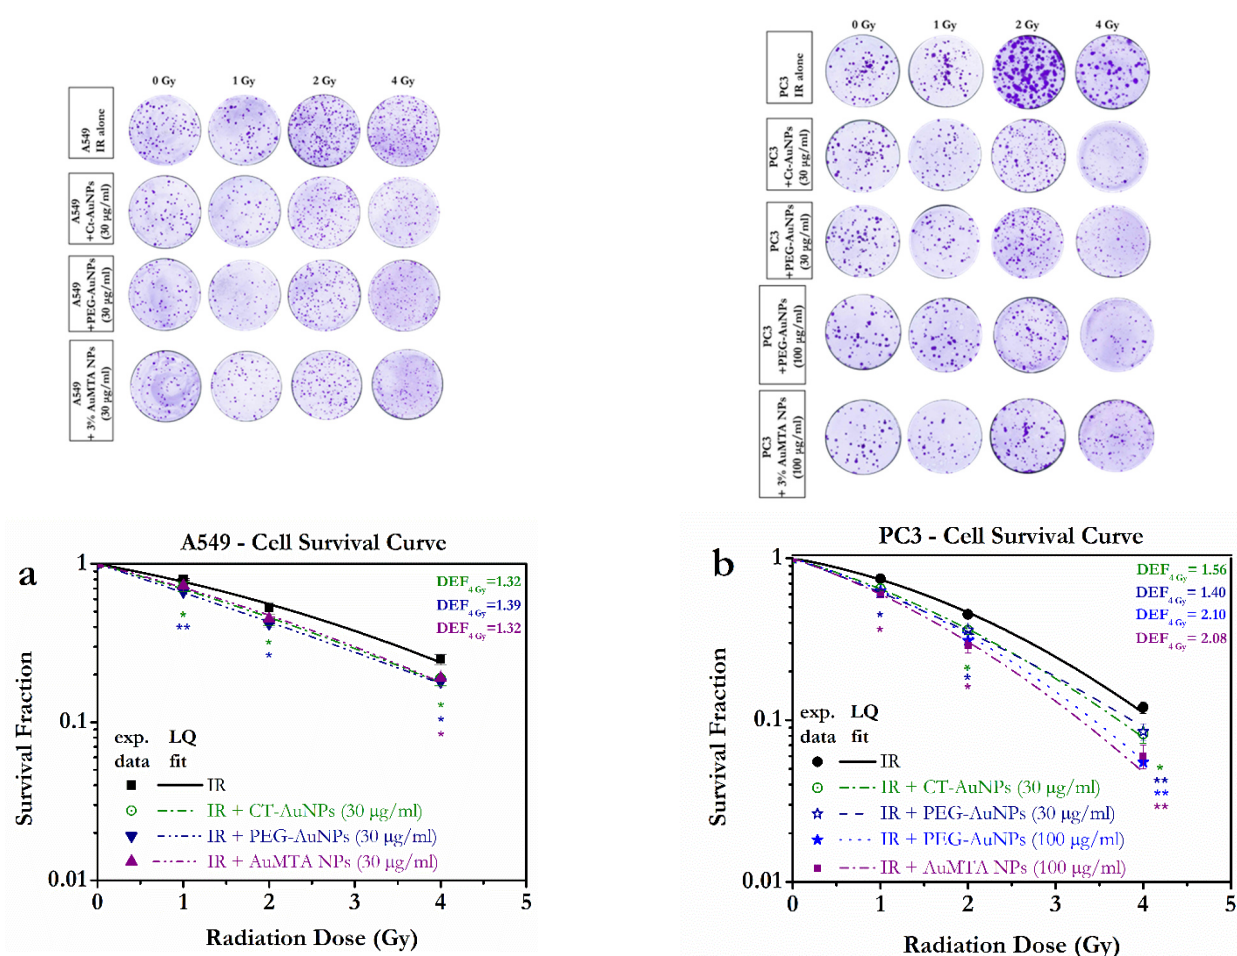 0 Gy
1 Gy
2 Gy
4 Gy
A549
IR alone
A549
+Ct-AuNPs
(30 µg/ml)
A549
+PEG-AuNPs
(30 µg/ml)
A549
+ 3% AuMTA NPs
(30 µg/ml)
0 Gy
1 Gy
2 Gy
4 Gy
PC3
IR alone
PC3
+Ct-AuNPs
(30 µg/ml)
PC3
+PEG-AuNPs
(30 µg/ml)
PC3
+PEG-AuNPs
(100 µg/ml)
PC3
+ 3% AuMTA NPs
(100 µg/ml)
a
A549 - Cell Survival Curve
DEF4 Gy=1.32
DEF4 Gy=1.39
DEF4 Gy=1.32
1
0.1
0.01
Survival Fraction
*
**
*
*
*
*
*
exp. LQ
data fit
IR
IR + CT-AuNPs (30 µg/ml)
IR + PEG-AuNPs (30 µg/ml)
IR + AuMTA NPs (30 µg/ml)
0 1 2 3 4 5
Radiation Dose (Gy)
b
PC3 - Cell Survival Curve
DEF4 Gy= 1.56
DEF4 Gy= 1.40
DEF4 Gy= 2.10
DEF4 Gy= 2.08
1
0.1
0.01
Survival Fraction
*
*
*
*
*
*
**
**
**
exp. LQ
data fit
IR
IR + CT-AuNPs (30 µg/ml)
IR + PEG-AuNPs (30 µg/ml)
IR + PEG-AuNPs (100 µg/ml)
IR + AuMTA NPs (100 µg/ml)
0 1 2 3 4 5
Radiation Dose (Gy)